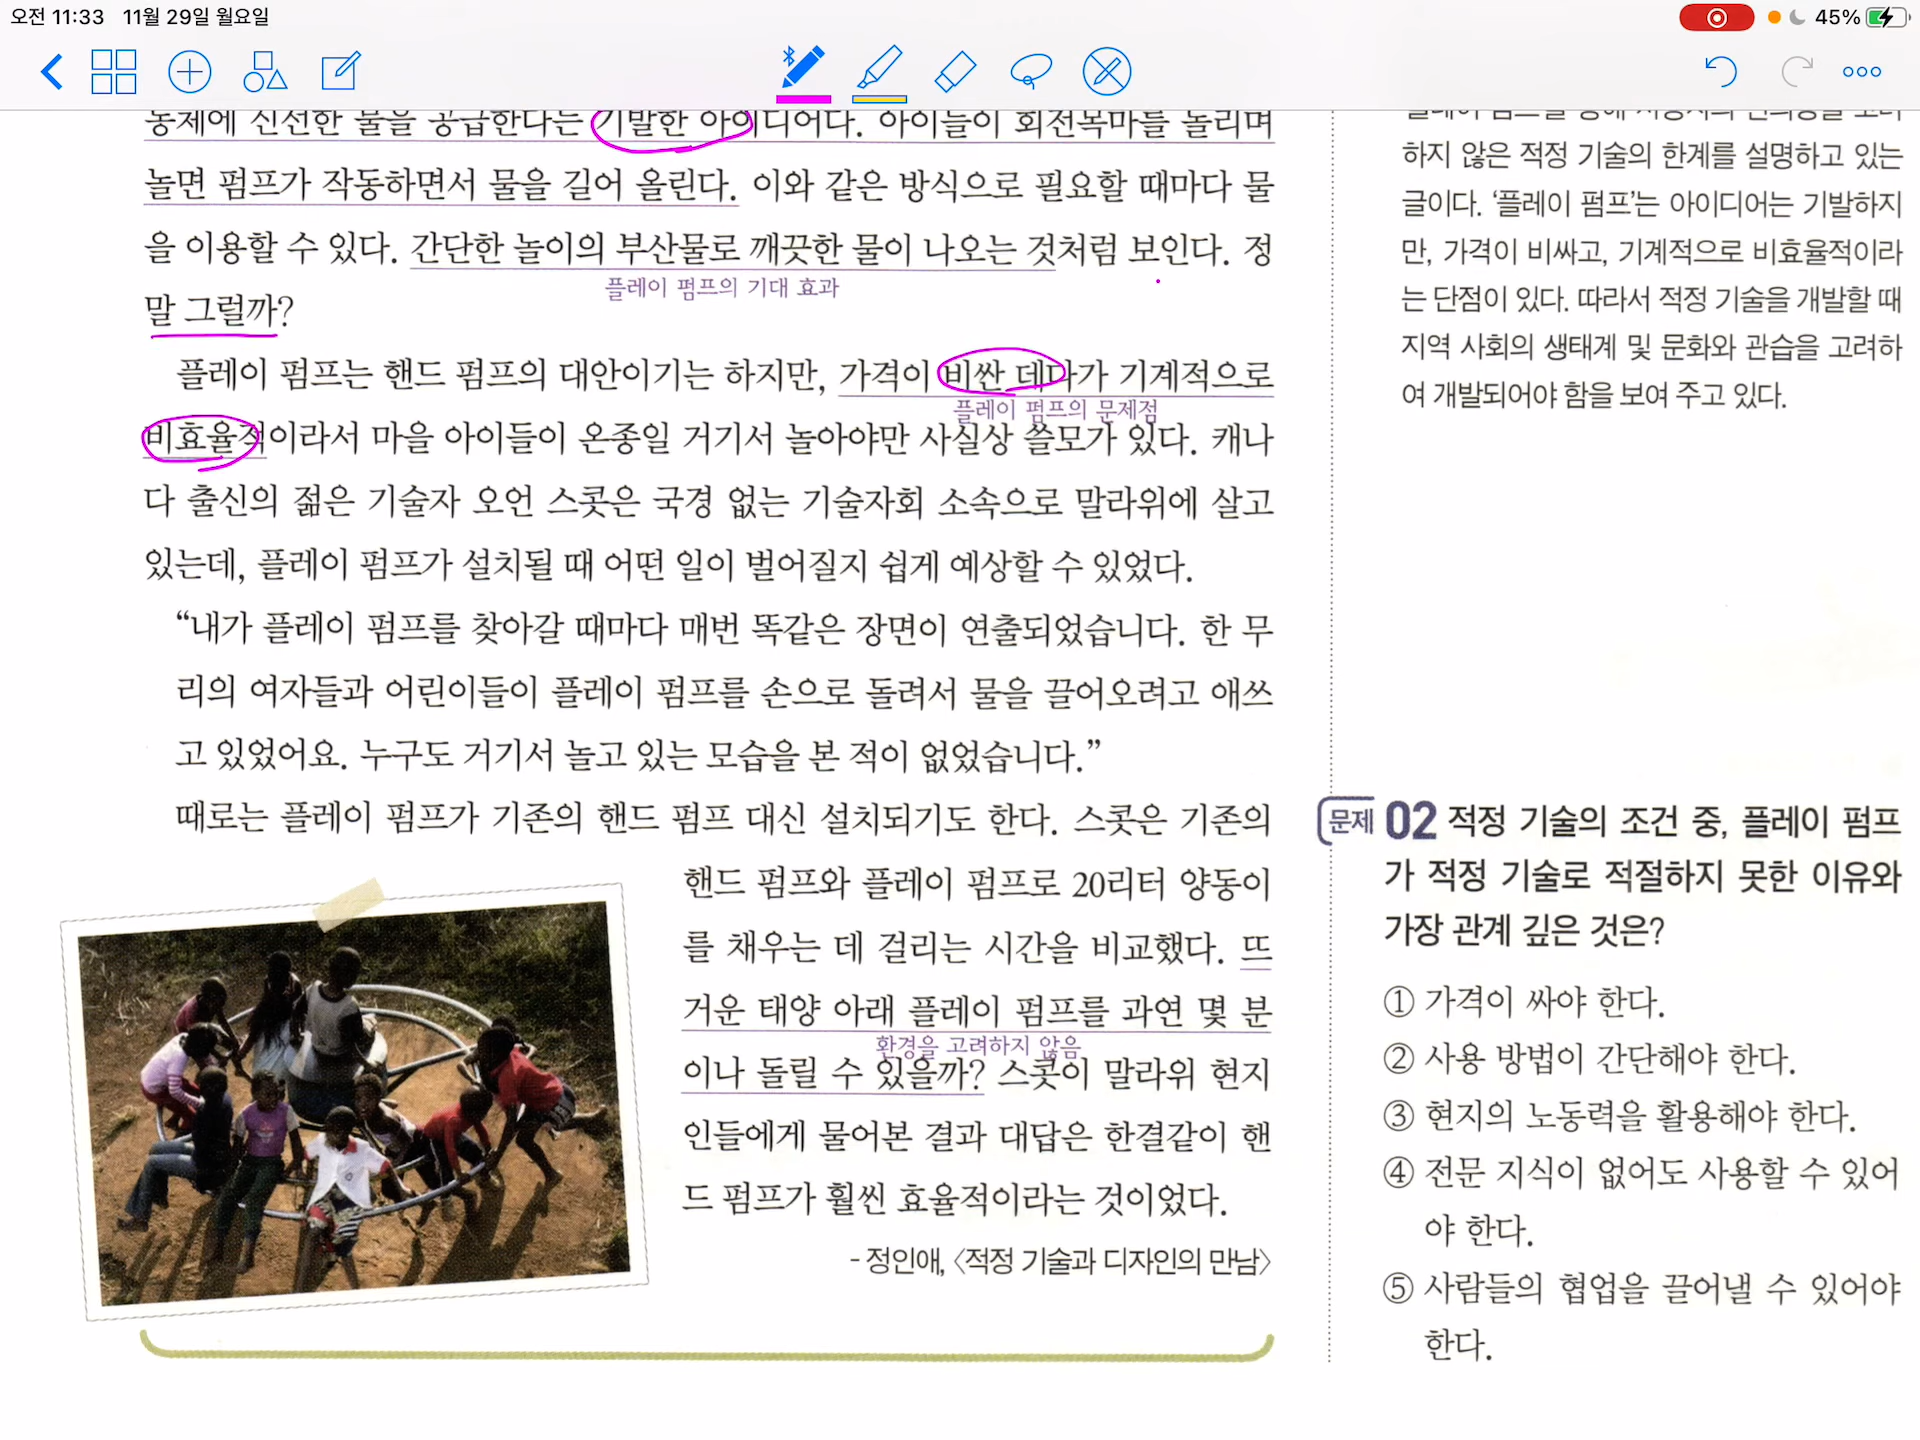 오전 11:33 11월 29일 월요일
45%
동체에 신선한 물을 공급한다는 기발한 아이디어다. 아이들이 회전목마를 돌리며
놀면 펌프가 작동하면서 물을 길어 올린다. 이와 같은 방식으로 필요할 때마다 물
을 이용할 수 있다. 간단한 놀이의 부산물로 깨끗한 물이 나오는 것처럼 보인다. 정
플레이 펌프의 기대 효과
말 그럴까?
플레이 펌프는 핸드 펌프의 대안이기는 하지만, 가격이 비싼 데다가 기계적으로
플레이 펌프의 문제점
비효율적이라서 마을 아이들이 온종일 거기서 놀아야만 사실상 쓸모가 있다. 캐나
다 출신의 젊은 기술자 오언 스콧은 국경 없는 기술자회 소속으로 말라위에 살고
있는데, 플레이 펌프가 설치될 때 어떤 일이 벌어질지 쉽게 예상할 수 있었다.
“내가 플레이 펌프를 찾아갈 때마다 매번 똑같은 장면이 연출되었습니다. 한 무
리의 여자들과 어린이들이 플레이 펌프를 손으로 돌려서 물을 끌어오려고 애쓰
고 있었어요. 누구도 거기서 놀고 있는 모습을 본 적이 없었습니다.”
때로는 플레이 펌프가 기존의 핸드 펌프 대신 설치되기도 한다. 스콧은 기존의
핸드 펌프와 플레이 펌프로 20리터 양동이
를 채우는 데 걸리는 시간을 비교했다. 뜨
거운 태양 아래 플레이 펌프를 과연 몇 분
환경을 고려하지 않음
이나 돌릴 수 있을까? 스콧이 말라위 현지
인들에게 물어본 결과 대답은 한결같이 핸
드 펌프가 훨씬 효율적이라는 것이었다.
- 정인애, 〈적정 기술과 디자인의 만남〉
하지 않은 적정 기술의 한계를 설명하고 있는
글이다. ‘플레이 펌프’는 아이디어는 기발하지
만, 가격이 비싸고, 기계적으로 비효율적이라
는 단점이 있다. 따라서 적정 기술을 개발할 때
지역 사회의 생태계 및 문화와 관습을 고려하
여 개발되어야 함을 보여 주고 있다.
문제 02 적정 기술의 조건 중, 플레이 펌프
가 적정 기술로 적절하지 못한 이유와
가장 관계 깊은 것은?
① 가격이 싸야 한다.
② 사용 방법이 간단해야 한다.
③ 현지의 노동력을 활용해야 한다.
④ 전문 지식이 없어도 사용할 수 있어
야 한다.
⑤ 사람들의 협업을 끌어낼 수 있어야
한다.